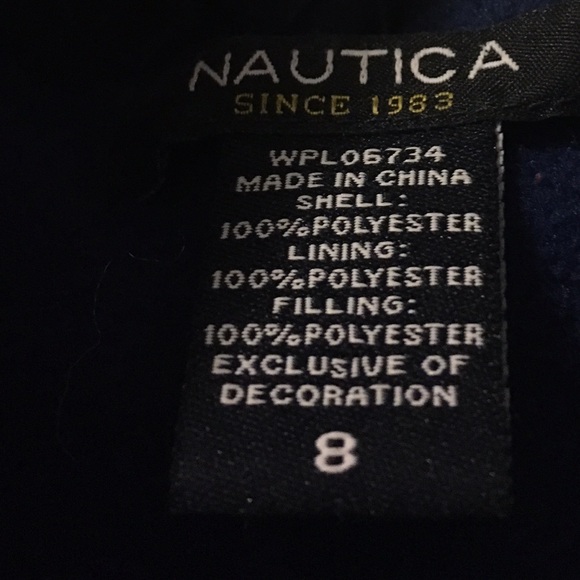 NAUTICA
SINCE 1983
WPL06734
MADE IN CHINA
SHELL:
100%POLYESTER
LINING:
100%POLYESTER
FILLING:
100%POLYESTER
EXCLUSIVE OF
DECORATION
8